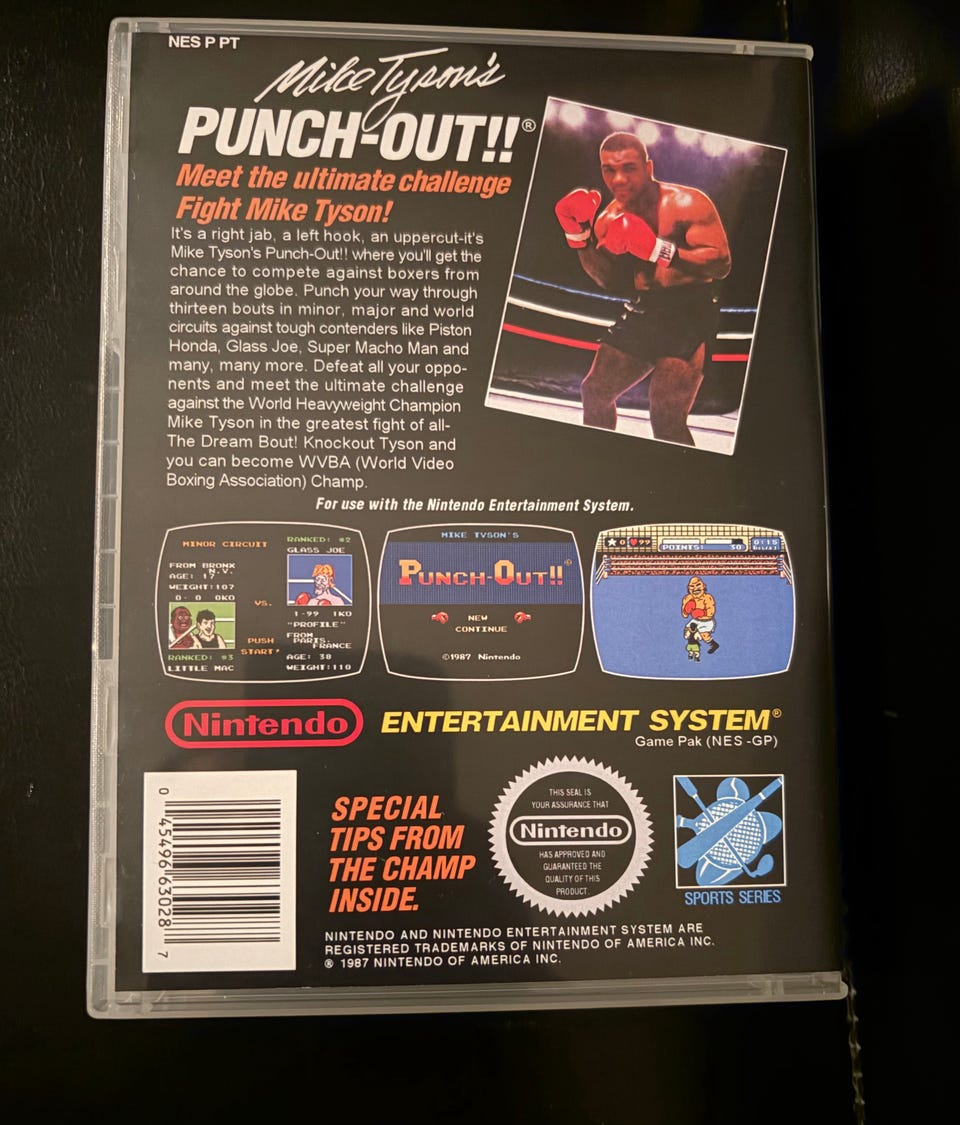 NES P PT
Mike Tyson's
PUNCH-OUT!!®
Meet the ultimate challenge
Fight Mike Tyson!
It's a right jab, a left hook, an uppercut-it's
Mike Tyson's Punch-Out!! where you'll get the
chance to compete against boxers from
around the globe. Punch your way through
thirteen bouts in minor, major and world
circuits against tough contenders like Piston
Honda, Glass Joe, Super Macho Man and
many, many more. Defeat all your oppo-
nents and meet the ultimate challenge
against the World Heavyweight Champion
Mike Tyson in the greatest fight of all-
The Dream Bout! Knockout Tyson and
you can become WVBA (World Video
Boxing Association) Champ.
For use with the Nintendo Entertainment System.
MINOR CIRCUIT
FROM BRONX
N.Y.
AGE: 17
WEIGHT:107
0- 0 0KO
VS.
PUSH
START!
RANKED: #3
LITTLE MAC
RANKED: #2
GLASS JOE
1-99 1KO
"PROFILE"
FROM
PARIS,
FRANCE
AGE: 38
WEIGHT:110
MIKE TYSON'S
PUNCH-OUT!!©
NEW
CONTINUE
©1987 Nintendo
0 99
POINTS: 30
0:15
Nintendo ENTERTAINMENT SYSTEM®
Game Pak (NES -GP)
0 45496 63028 7
SPECIAL
TIPS FROM
THE CHAMP
INSIDE.
THIS SEAL IS
YOUR ASSURANCE THAT
Nintendo
HAS APPROVED AND
GUARANTEED THE
QUALITY OF THIS
PRODUCT.
SPORTS SERIES
NINTENDO AND NINTENDO ENTERTAINMENT SYSTEM ARE
REGISTERED TRADEMARKS OF NINTENDO OF AMERICA INC.
® 1987 NINTENDO OF AMERICA INC.